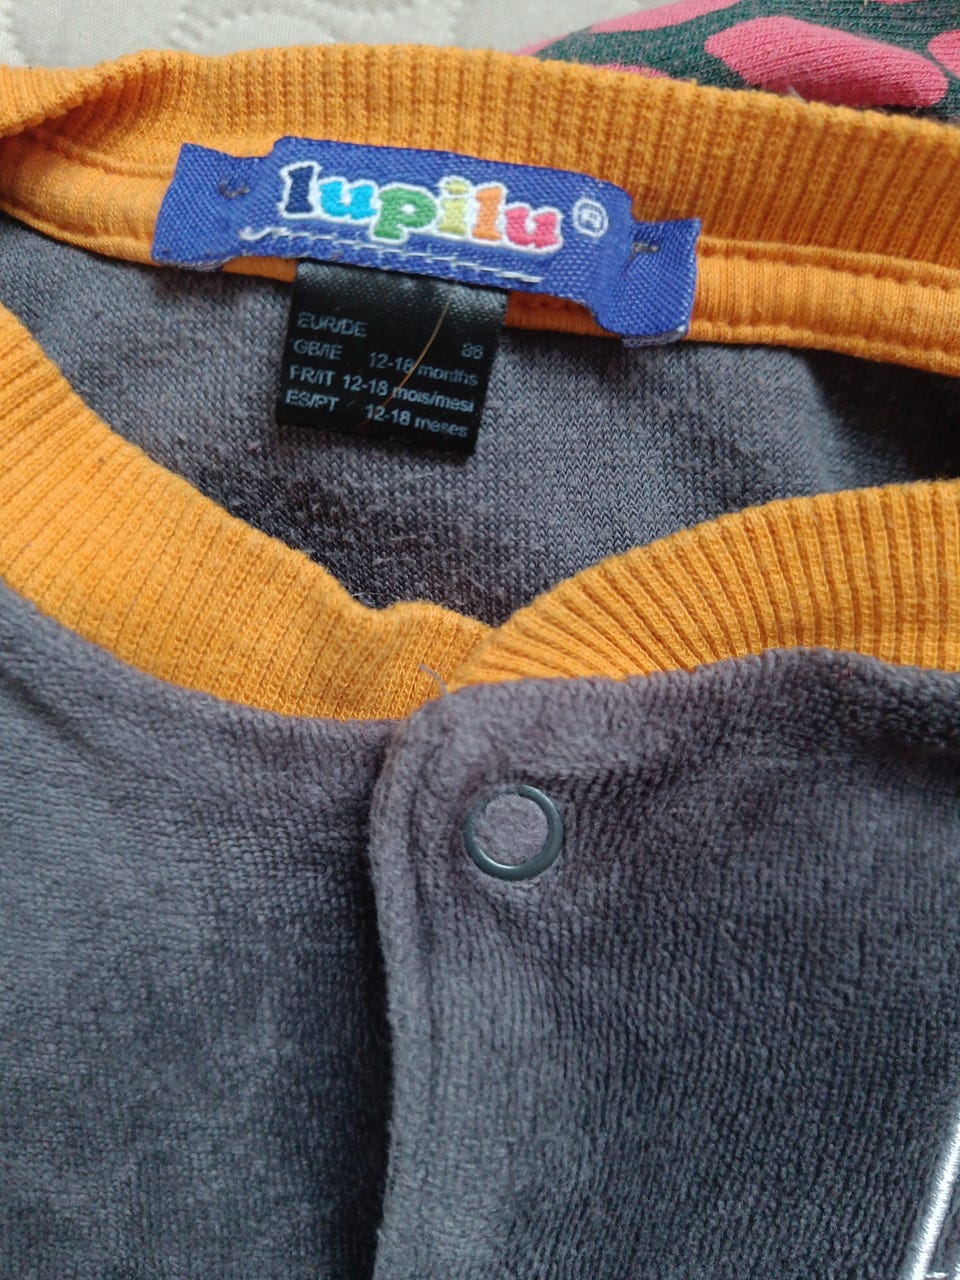 lupilu®
EUR/DE 86
GB/IE 12-18 months
FR/IT 12-18 mois/mesi
ES/PT 12-18 meses